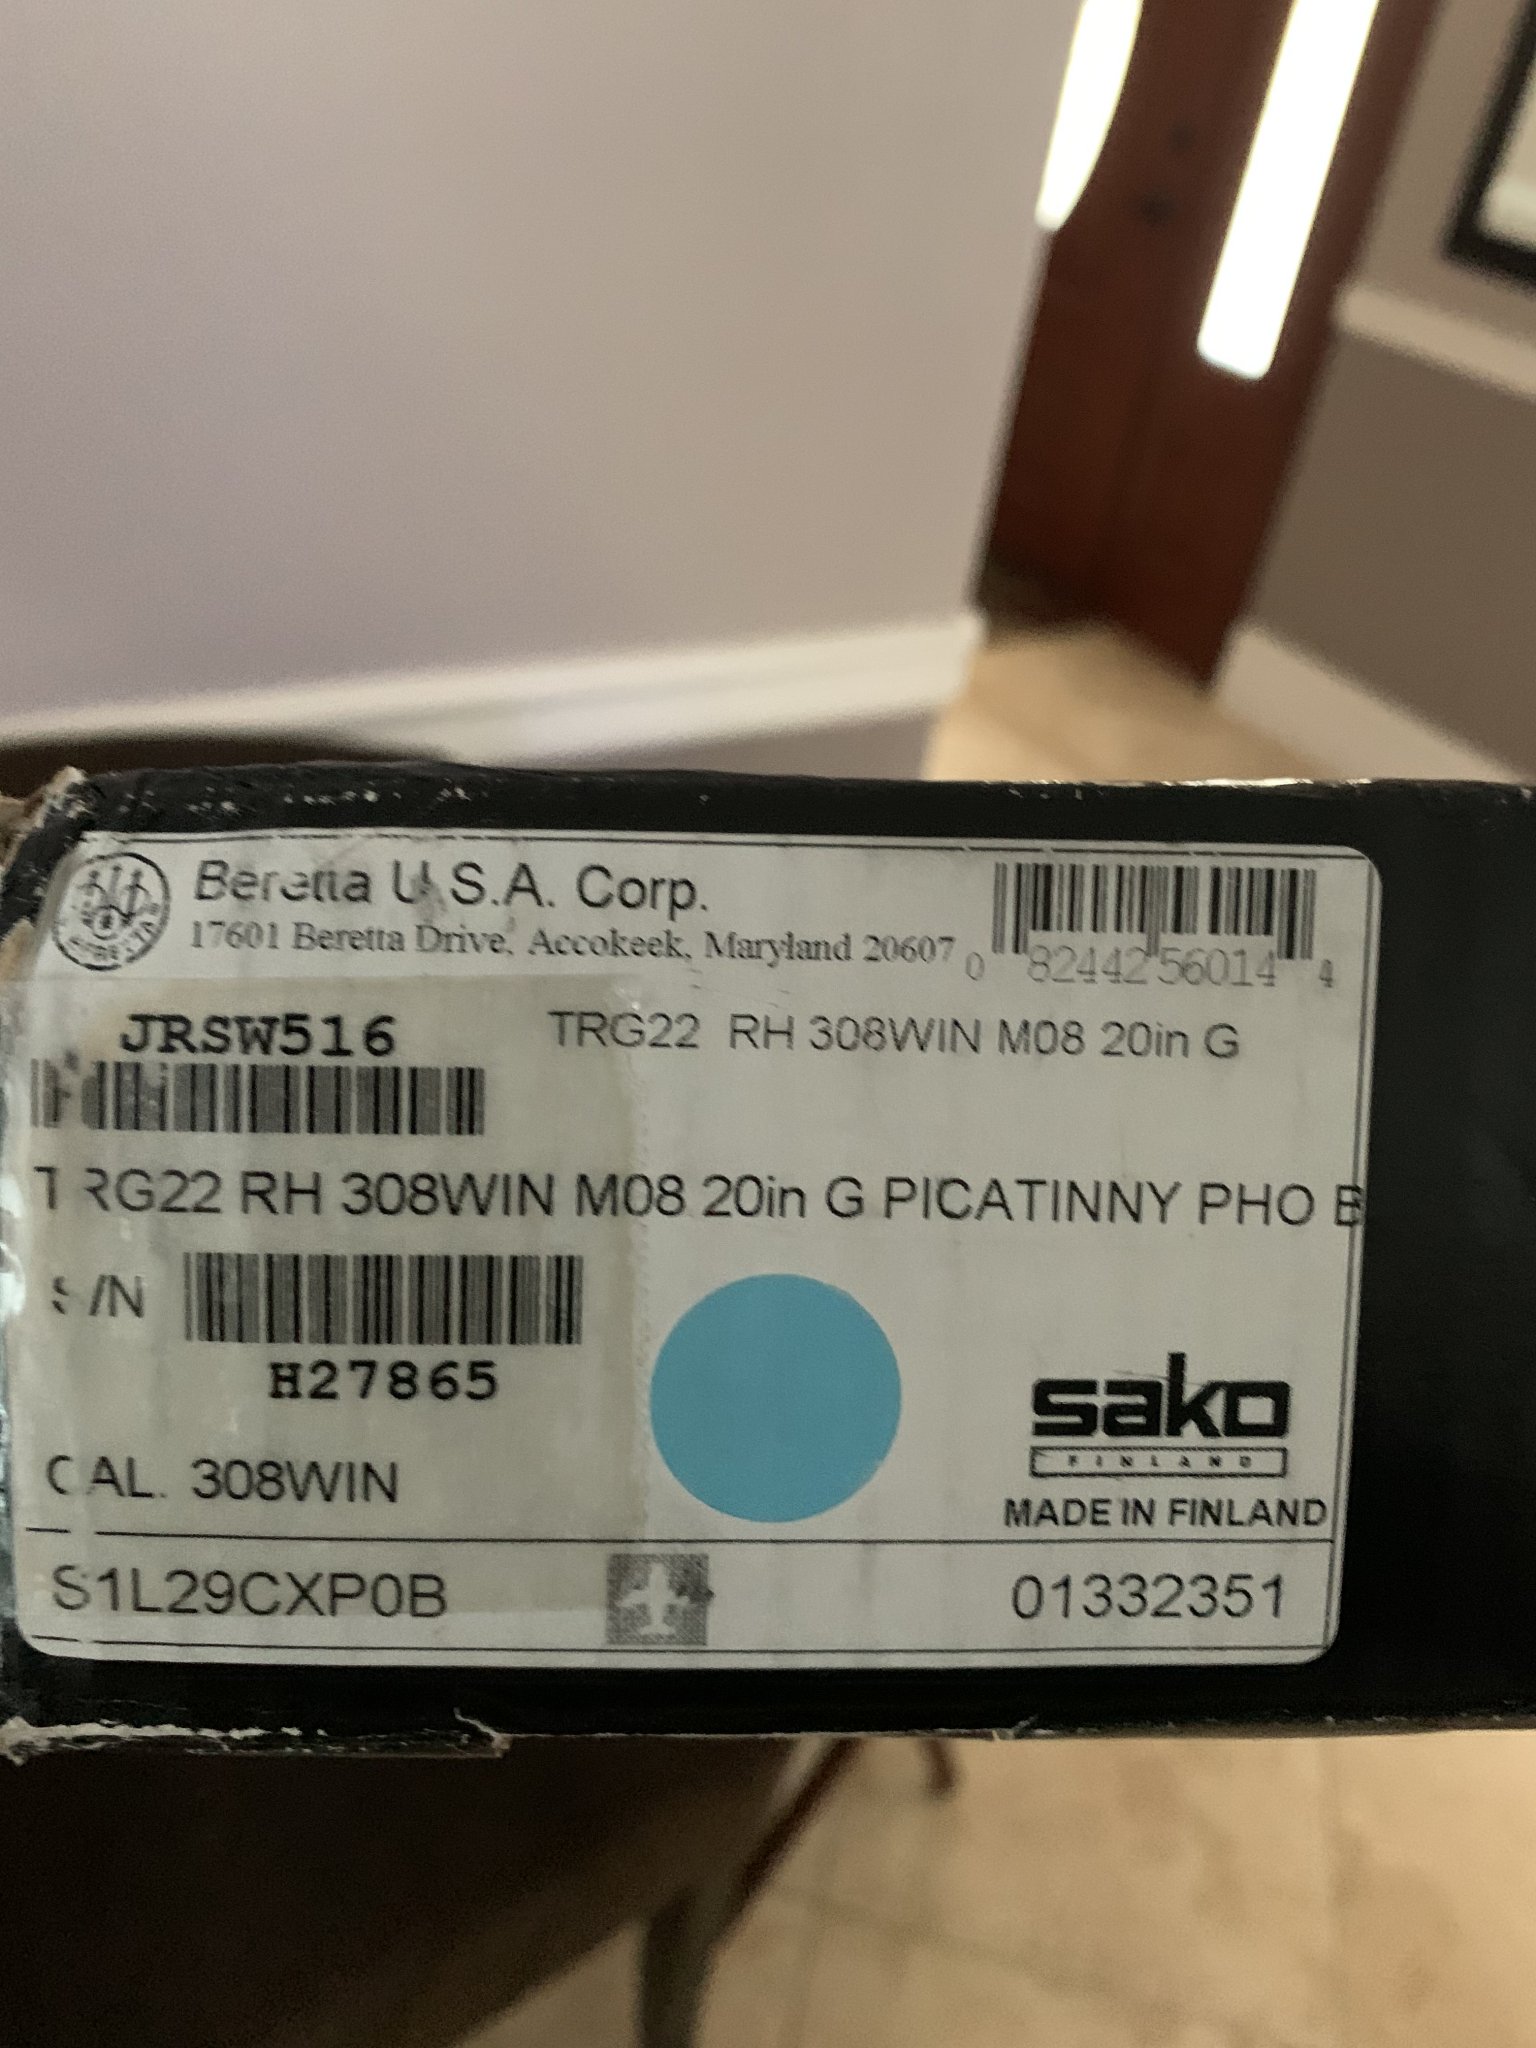 Beretta U.S.A. Corp.
17601 Beretta Drive, Accokeek, Maryland 20607
0 82442 56014 4
JRSW516
TRG22 RH 308WIN M08 20in G
TRG22 RH 308WIN M08 20in G PICATINNY PHO B
S/N
H27865
CAL. 308WIN
sako
FINLAND
MADE IN FINLAND
S1L29CXP0B
01332351